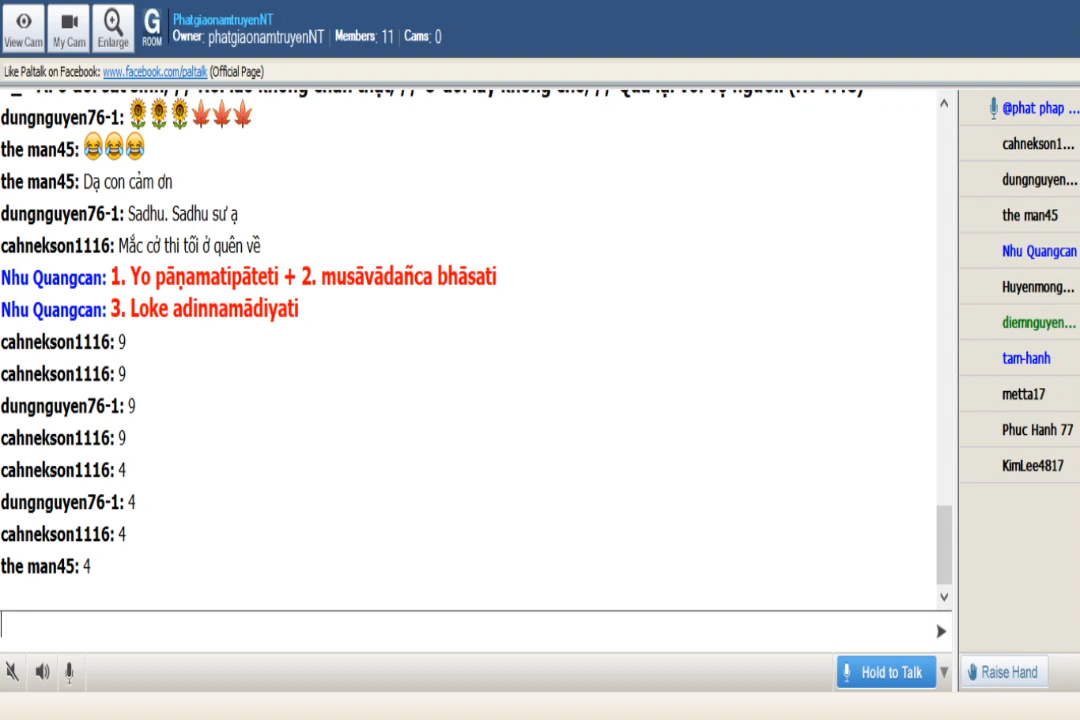 PhatgiaonamtruyenNT
View Cam My Cam Enlarge G ROOM Owner: phatgiaonamtruyenNT Members: 11 Cams: 0
Like Paltalk on Facebook: www.facebook.com/paltalk (Official Page)
dungnguyen76-1: 🌻🌻🌻🍁🍁🍁
the man45: 😂😂😂
the man45: Dạ con cảm ơn
dungnguyen76-1: Sadhu. Sadhu sư ạ
cahnekson1116: Mắc cở thi tối ở quên về
Nhu Quangcan: 1. Yo pāṇamatipāteti + 2. musāvādañca bhāsati
Nhu Quangcan: 3. Loke adinnamādiyati
cahnekson1116: 9
cahnekson1116: 9
dungnguyen76-1: 9
cahnekson1116: 9
cahnekson1116: 4
dungnguyen76-1: 4
cahnekson1116: 4
the man45: 4
@phat phap ...
cahnekson1...
dungnguyen...
the man45
Nhu Quangcan
Huyenmong...
diemnguyen...
tam-hanh
metta17
Phuc Hanh 77
KimLee4817
Hold to Talk
Raise Hand